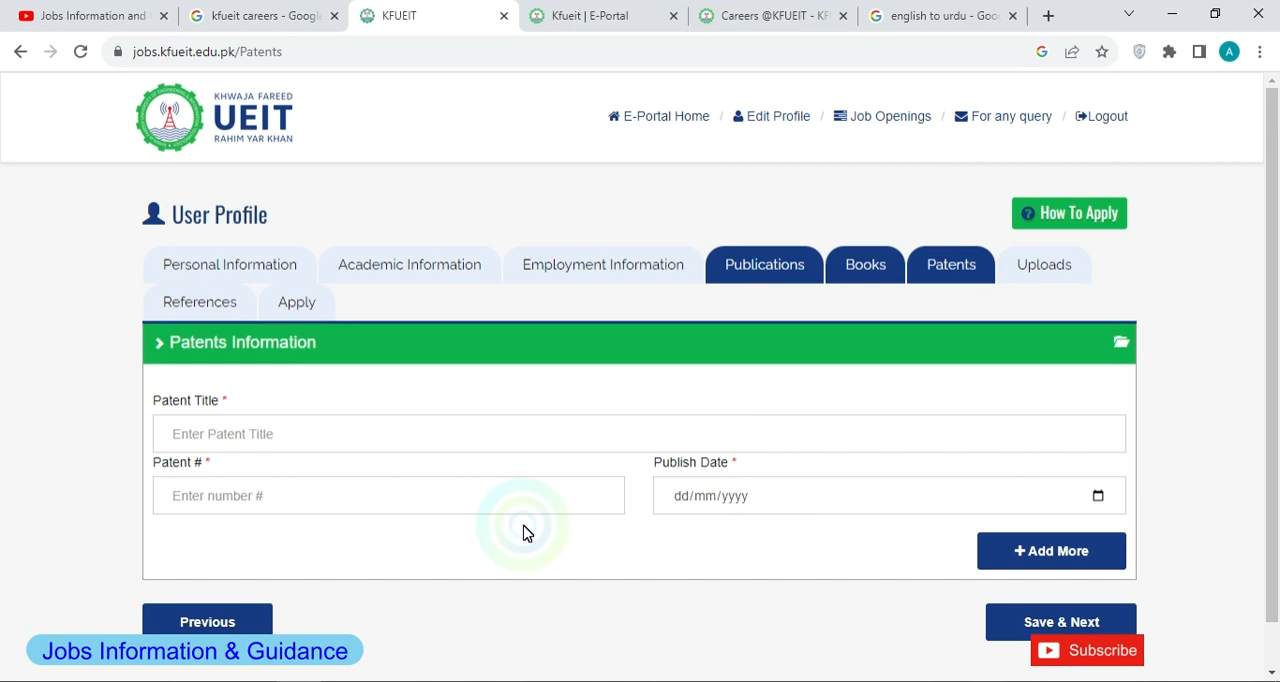 Jobs Information and
kfueit careers - Google
KFUEIT
Kfueit | E-Portal
Careers @KFUEIT - KF
english to urdu - Goo
jobs.kfueit.edu.pk/Patents
A
KHWAJA FAREED
UEIT
RAHIM YAR KHAN
E-Portal Home / Edit Profile / Job Openings / For any query / Logout
User Profile
? How To Apply
Personal Information
Academic Information
Employment Information
Publications
Books
Patents
Uploads
References
Apply
Patents Information
Patent Title *
Enter Patent Title
Patent # *
Publish Date *
Enter number #
dd/mm/yyyy
+ Add More
Previous
Save & Next
Jobs Information & Guidance
Subscribe